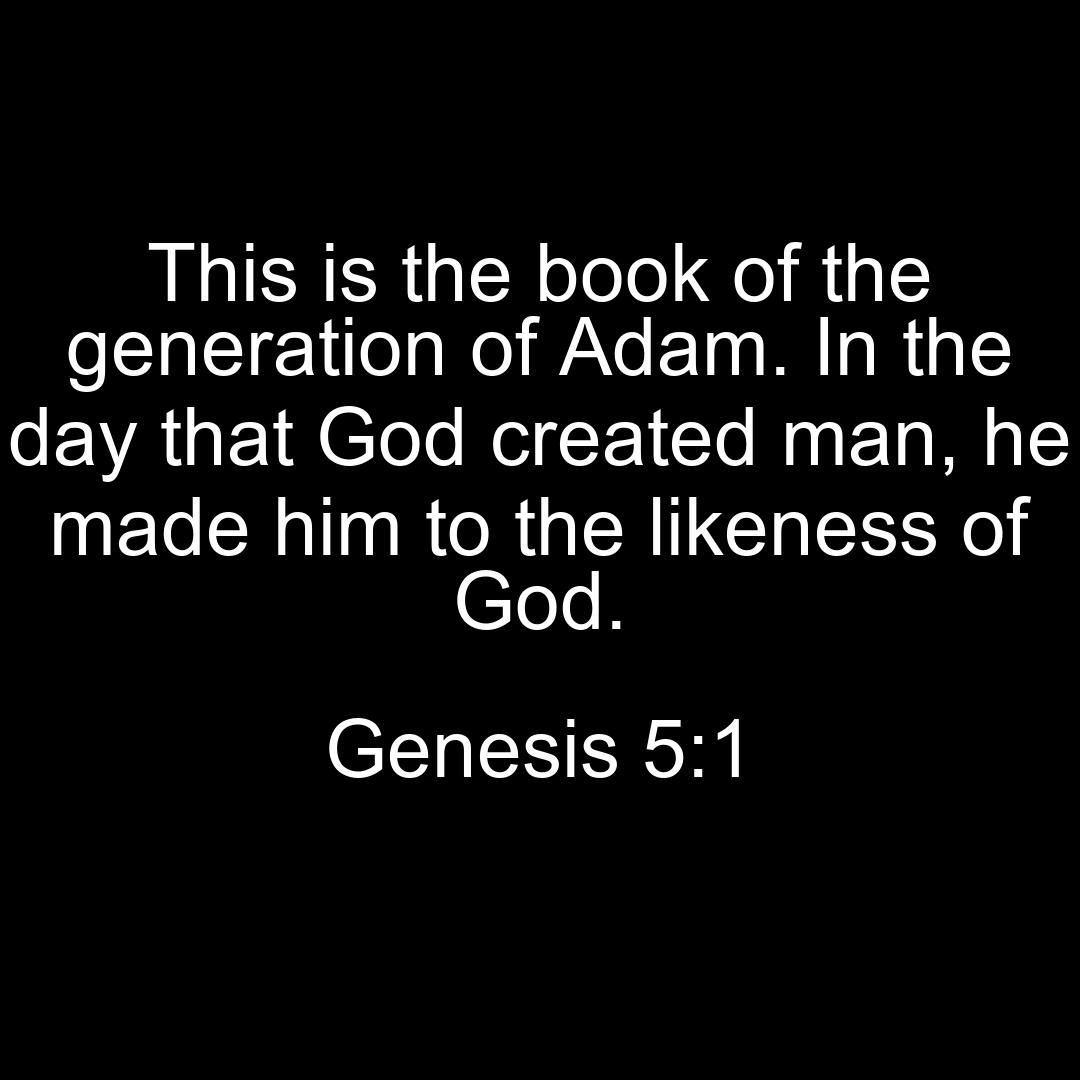 This is the book of the
generation of Adam. In the
day that God created man, he
made him to the likeness of
God.
Genesis 5:1